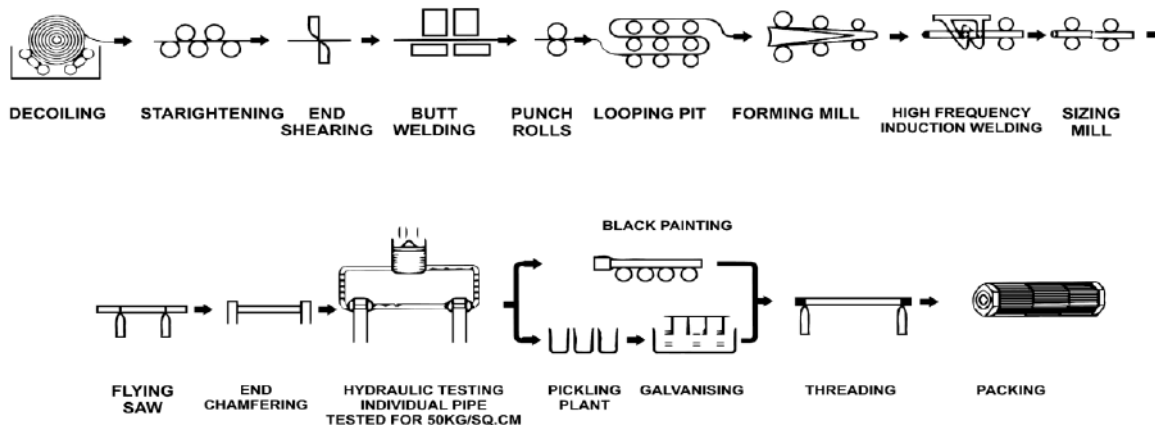 DECOILING
STARIGHTENING
END
SHEARING
BUTT
WELDING
PUNCH
ROLLS
LOOPING PIT
FORMING MILL
HIGH FREQUENCY
INDUCTION WELDING
SIZING
MILL
BLACK PAINTING
FLYING
SAW
END
CHAMFERING
HYDRAULIC TESTING
INDIVIDUAL PIPE
TESTED FOR 50KG/SQ.CM
PICKLING
PLANT
GALVANISING
THREADING
PACKING